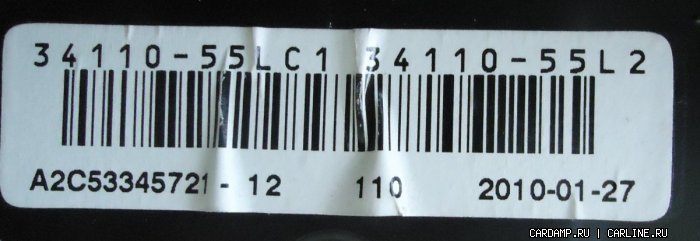 34110-55LC1 34110-55L2
A2C53345721-12 110 2010-01-27
CARDAMP.RU | CARLINE.RU